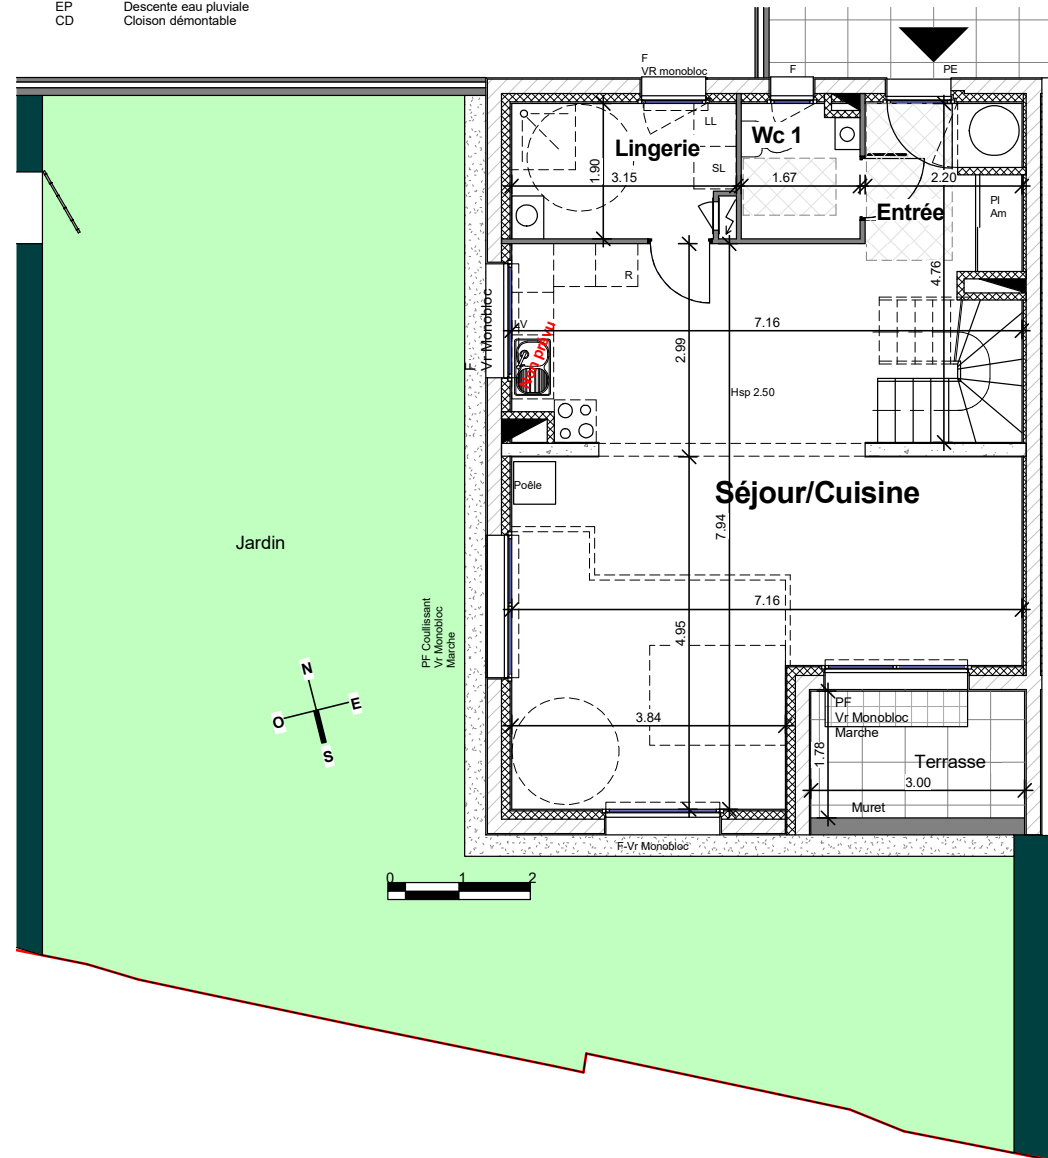 EP Descente eau pluviale
CD Cloison démontable
F
VR monobloc
F
PE
LL
Lingerie
Wc 1
SL
1.90
3.15
1.67
2.20
Entrée
Pl
Am
R
4.76
F
Vr Monobloc
LV
Non prévu
7.16
2.99
Hsp 2.50
Poêle
Séjour/Cuisine
7.94
Jardin
PF Coulissant
Vr Monobloc
Marche
7.16
4.95
N
E
O
S
3.84
PF
Vr Monobloc
Marche
1.78
Terrasse
3.00
Muret
F-Vr Monobloc
0 1 2